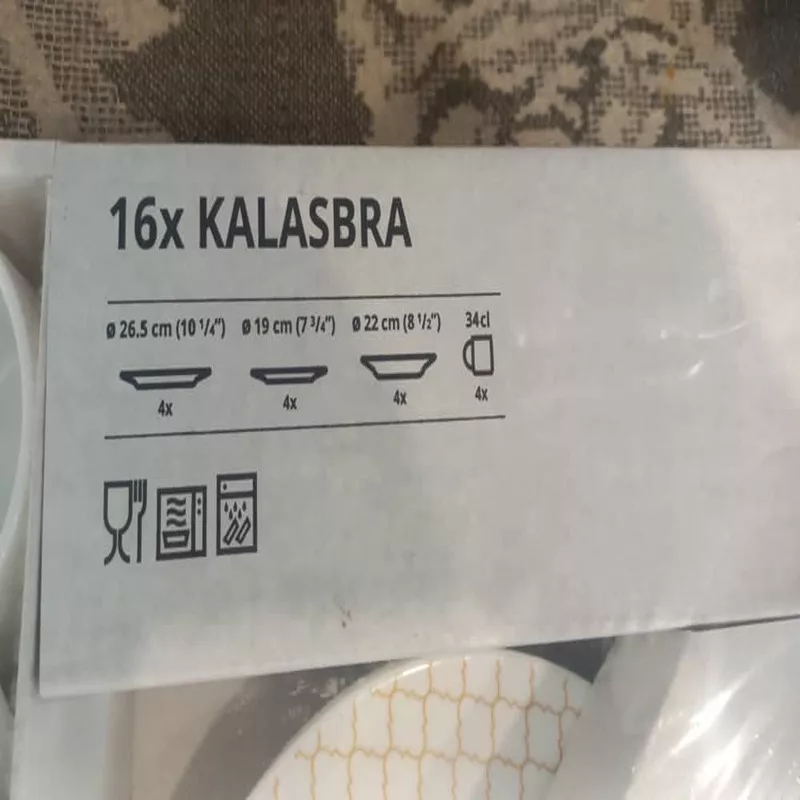 16x KALASBRA
ø 26.5 cm (10 1/4") ø 19 cm (7 3/4") ø 22 cm (8 1/2") 34cl
4x 4x 4x 4x